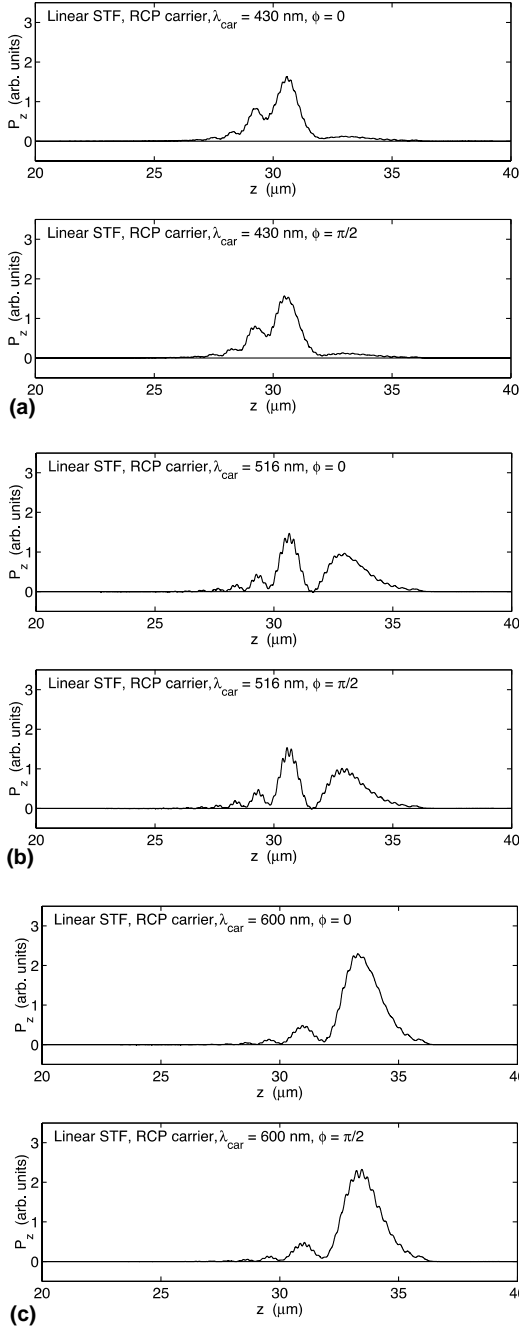 Linear STF, RCP carrier, λcar = 430 nm, ϕ = 0
Pz (arb. units)
3
2
1
0
20 25 30 35 40
z (μm)
Linear STF, RCP carrier, λcar = 430 nm, ϕ = π/2
Pz (arb. units)
3
2
1
0
20 25 30 35 40
z (μm)
(a)
Linear STF, RCP carrier, λcar = 516 nm, ϕ = 0
Pz (arb. units)
3
2
1
0
20 25 30 35 40
z (μm)
Linear STF, RCP carrier, λcar = 516 nm, ϕ = π/2
Pz (arb. units)
3
2
1
0
20 25 30 35 40
z (μm)
(b)
Linear STF, RCP carrier, λcar = 600 nm, ϕ = 0
Pz (arb. units)
3
2
1
0
20 25 30 35 40
z (μm)
Linear STF, RCP carrier, λcar = 600 nm, ϕ = π/2
Pz (arb. units)
3
2
1
0
20 25 30 35 40
z (μm)
(c)